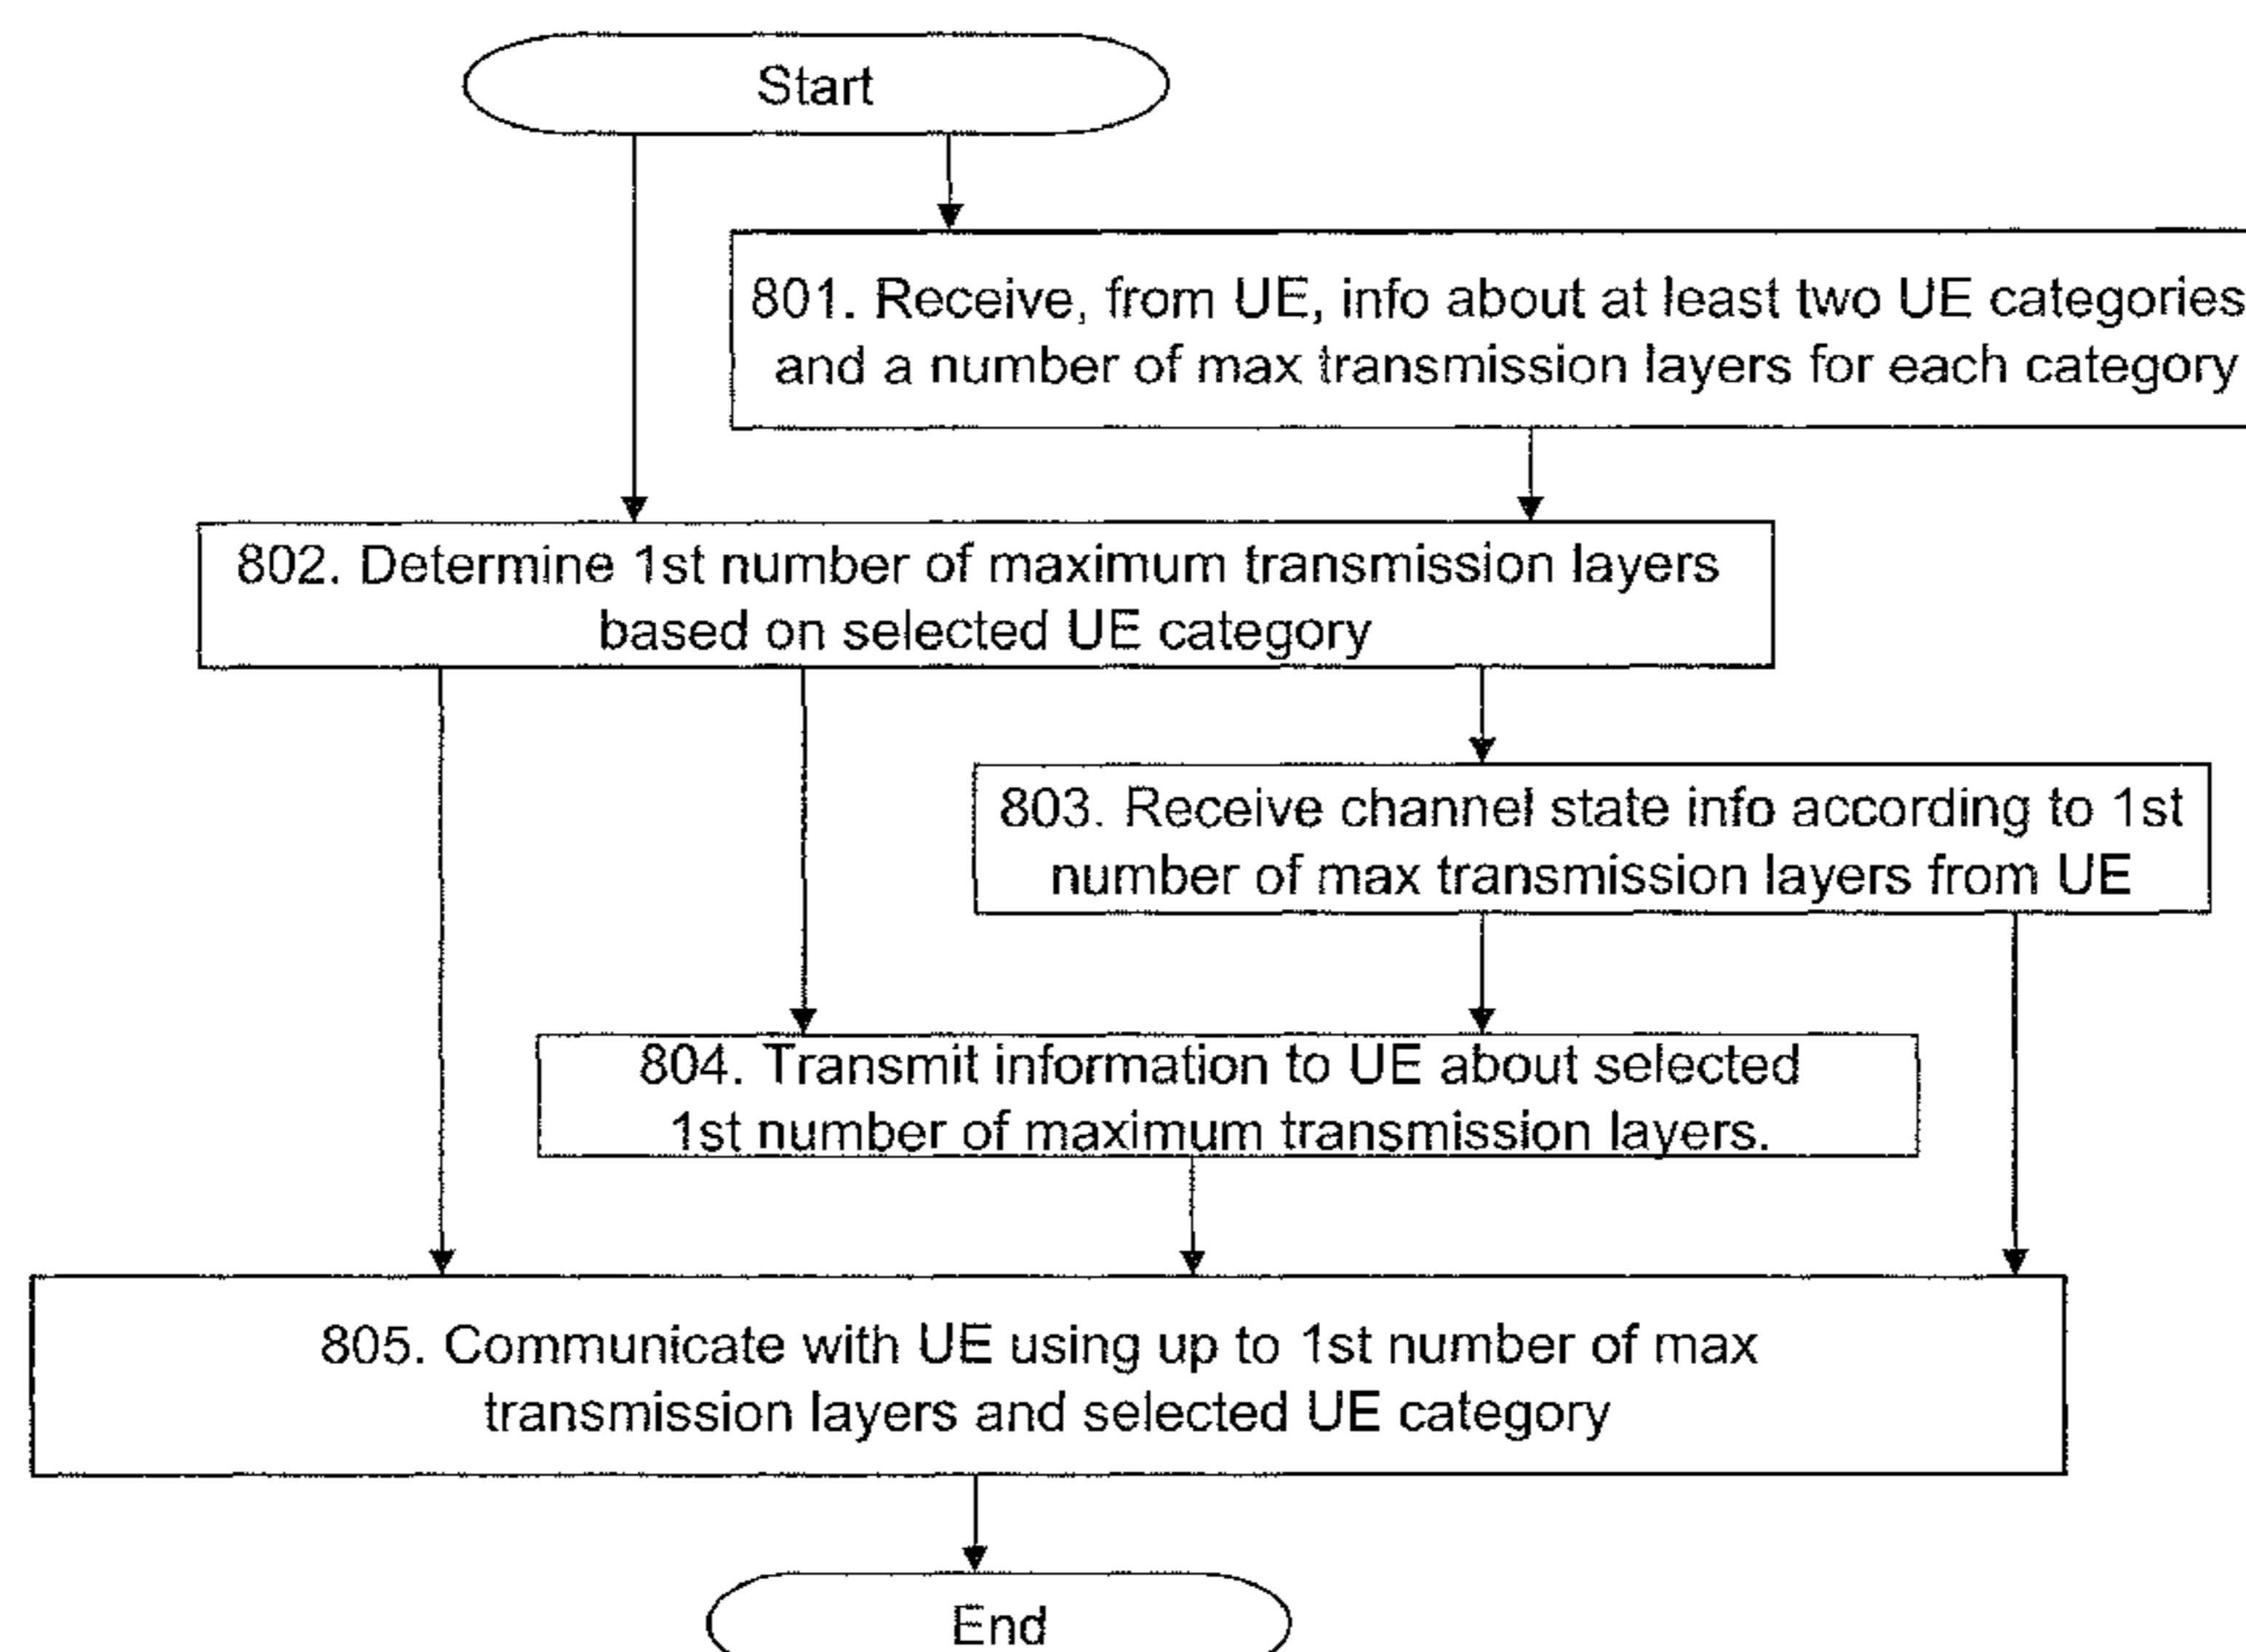 Start
801. Receive, from UE, info about at least two UE categories
and a number of max transmission layers for each category
802. Determine 1st number of maximum transmission layers
based on selected UE category
803. Receive channel state info according to 1st
number of max transmission layers from UE
804. Transmit information to UE about selected
1st number of maximum transmission layers.
805. Communicate with UE using up to 1st number of max
transmission layers and selected UE category
End